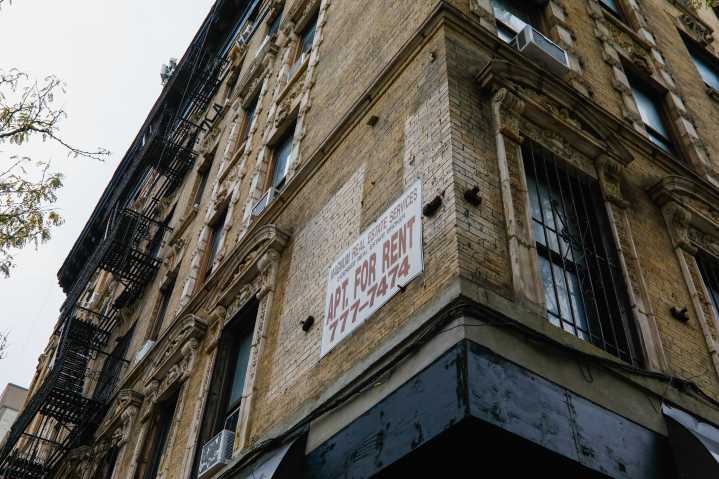 REAL ESTATE SERVICES
APT. FOR RENT
777-7474